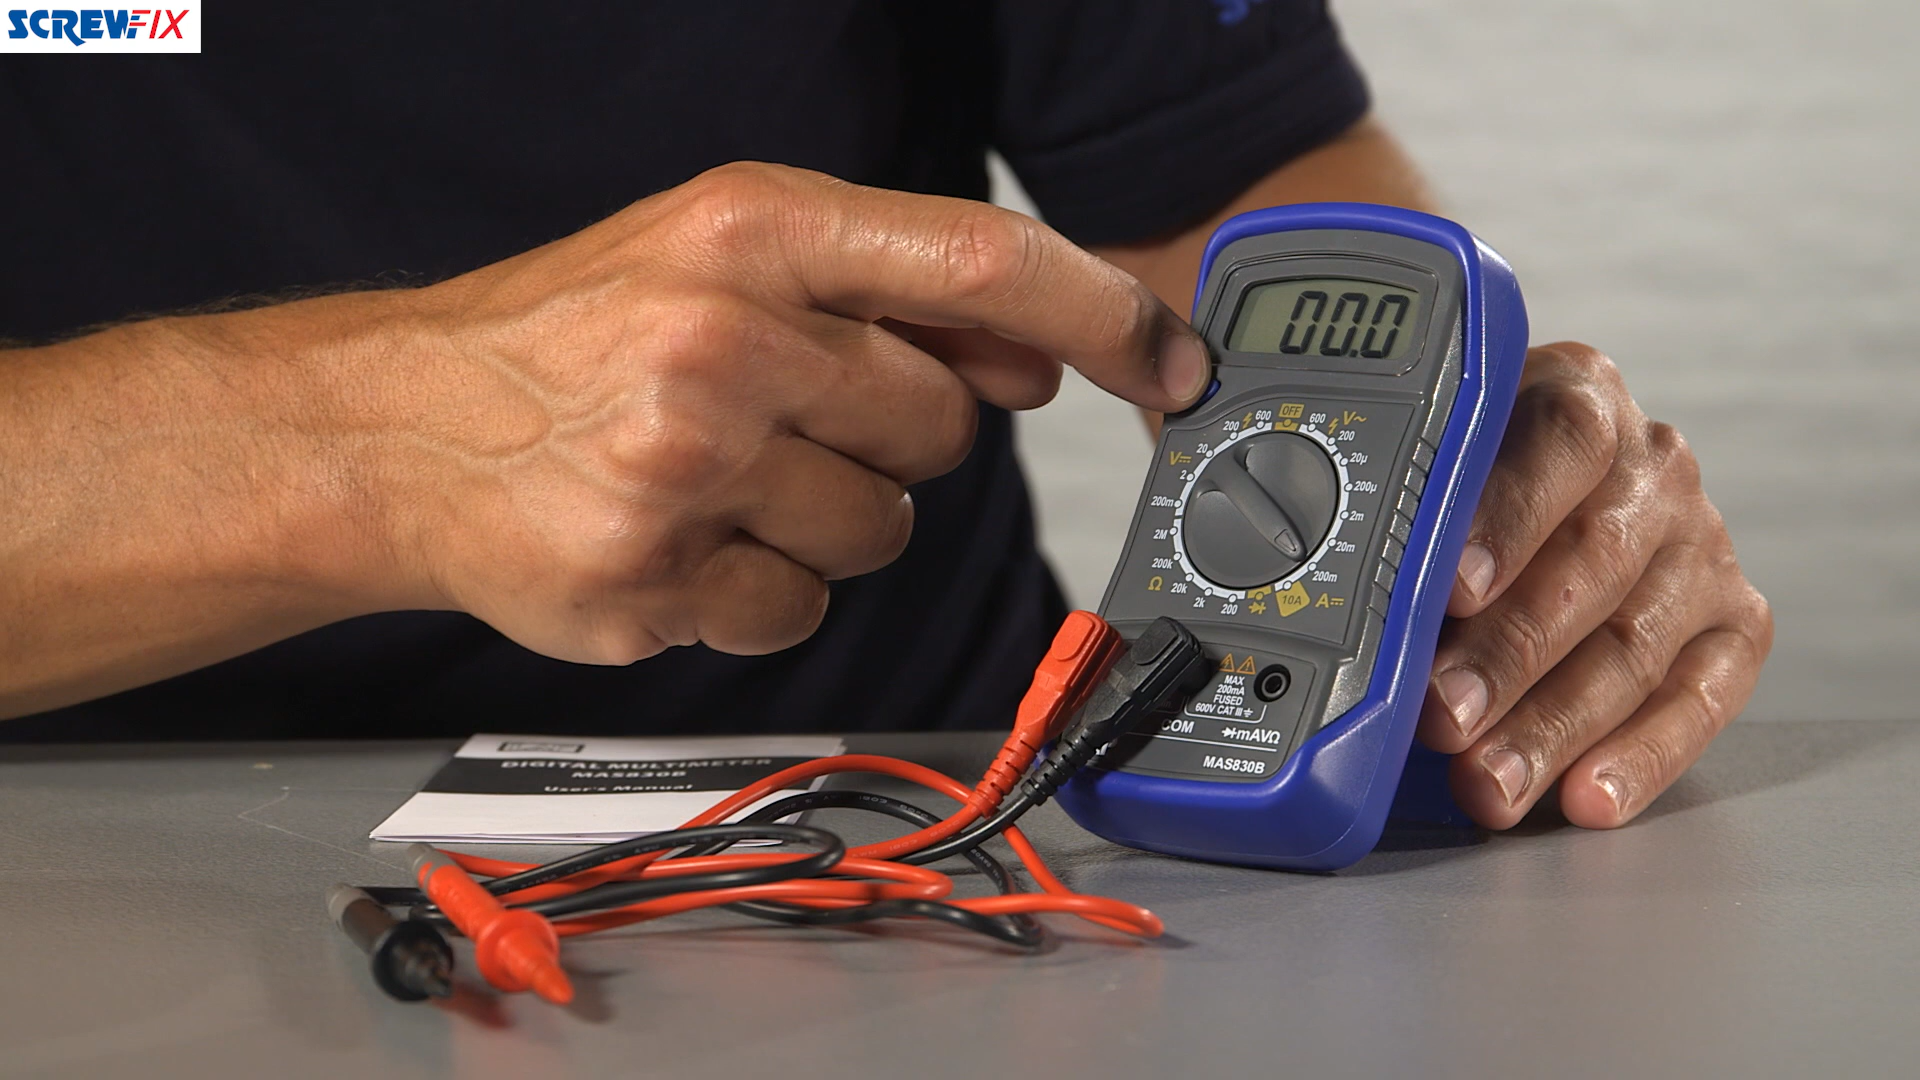 SCREWFIX
00.0
OFF
600
200
20
V⎓
2
200m
2M
200k
Ω
20k
2k
200
600
V~
200
20µ
200µ
2m
20m
200m
10A
A⎓
MAX
200mA
FUSED
600V CAT III
COM
mAVΩ
MAS830B
DIGITAL MULTIMETER
MAS830B
User's Manual